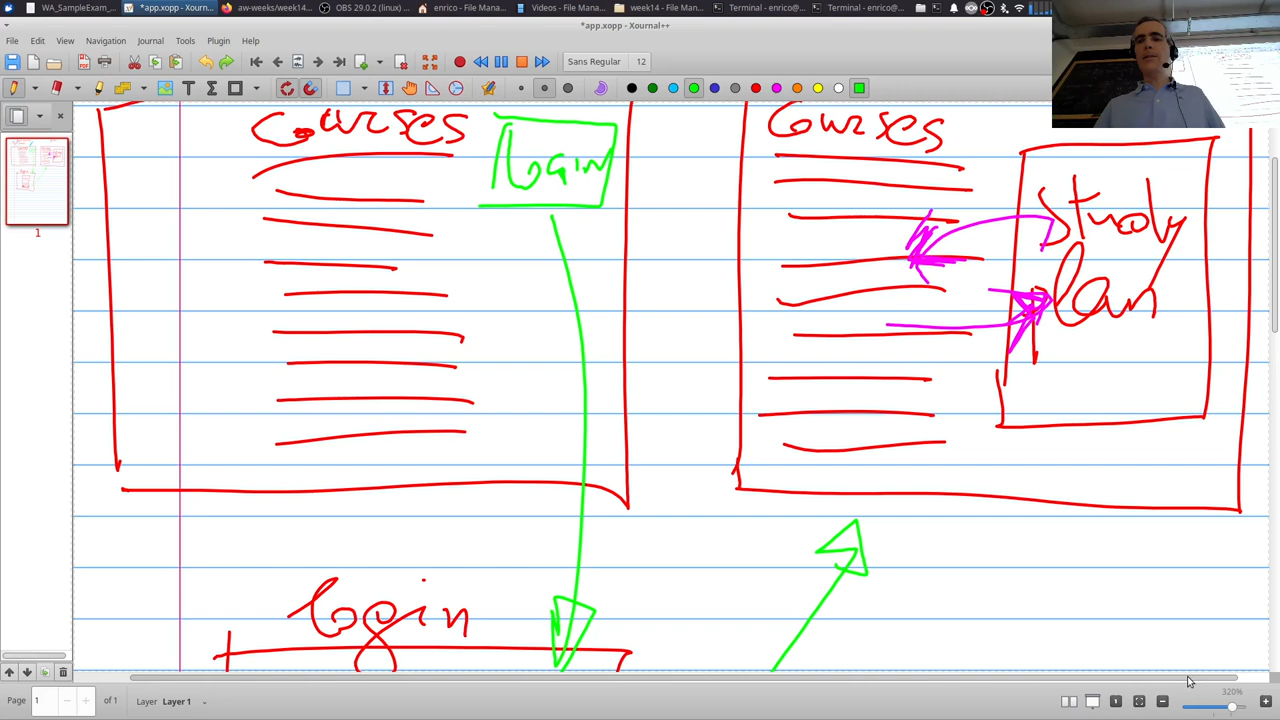 WA_SampleExam_...
*app.xopp - Xourn...
aw-weeks/week14...
OBS 29.0.2 (linux) ...
enrico - File Mana...
Videos - File Mana...
week14 - File Man...
Terminal - enrico@...
Terminal - enrico@...
*app.xopp - Xournal++
File Edit View Navigation Journal Tools Plugin Help
Sans Regular 12
Courses
login
Courses
Study
plan
login
1
Page 1 of 1 Layer Layer 1
320%